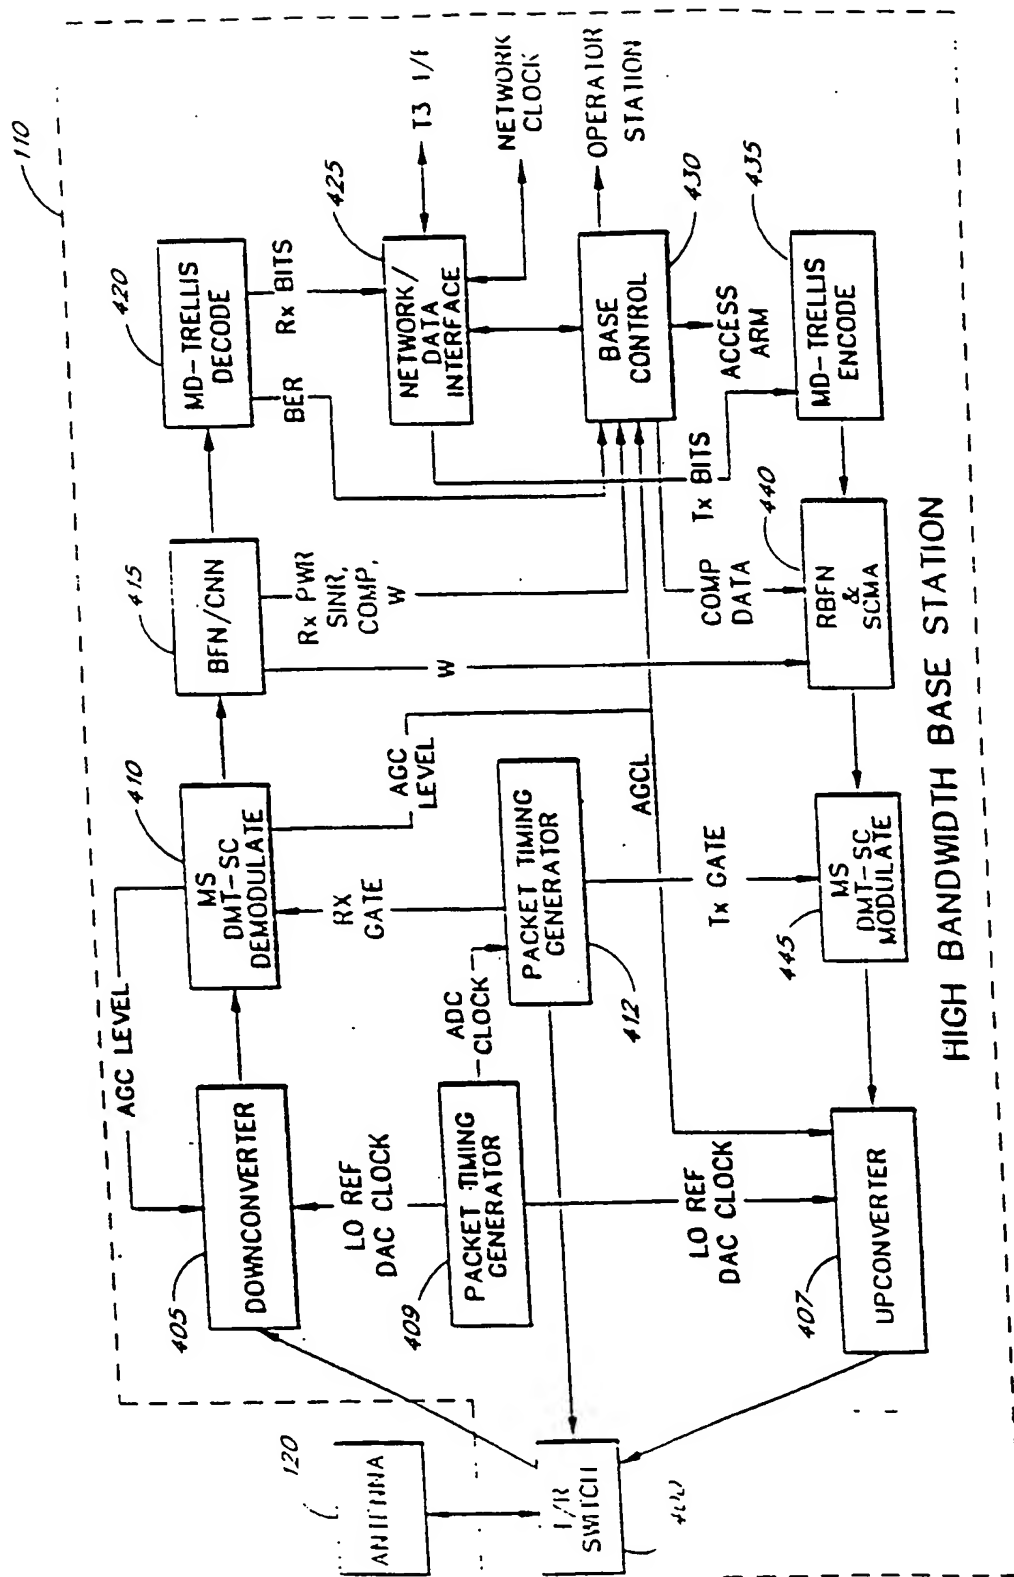 110
120
ANTENNA
T/R
SWITCH
400
AGC LEVEL
405
DOWNCONVERTER
LO REF
DAC CLOCK
409
PACKET TIMING
GENERATOR
ADC
CLOCK
LO REF
DAC CLOCK
407
UPCONVERTER
410
MS
DMT-SC
DEMODULATE
AGC
LEVEL
RX
GATE
PACKET TIMING
GENERATOR
412
AGCL
Tx GATE
445
MS
DMT-SC
MODULATE
415
BFN/CNN
Rx PWR
SINR,
COMP,
W
W
COMP
DATA
440
RBFN
&
SCMA
420
MD-TRELLIS
DECODE
BER
Rx BITS
425
NETWORK/
DATA
INTERFACE
T3 I/F
NETWORK
CLOCK
BASE
CONTROL
430
OPERATOR
STATION
ACCESS
ARM
Tx BITS
435
MD-TRELLIS
ENCODE
HIGH BANDWIDTH BASE STATION